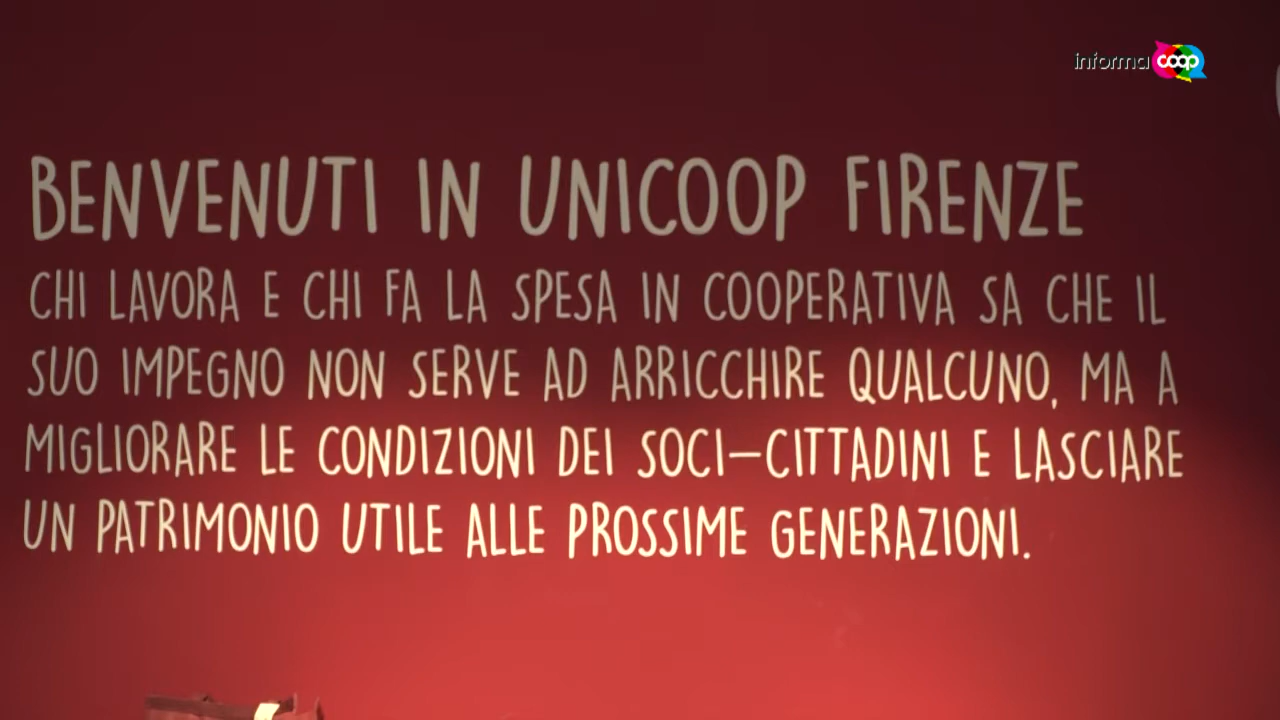 informa coop
BENVENUTI IN UNICOOP FIRENZE
CHI LAVORA E CHI FA LA SPESA IN COOPERATIVA SA CHE IL
SUO IMPEGNO NON SERVE AD ARRICCHIRE QUALCUNO, MA A
MIGLIORARE LE CONDIZIONI DEI SOCI-CITTADINI E LASCIARE
UN PATRIMONIO UTILE ALLE PROSSIME GENERAZIONI.